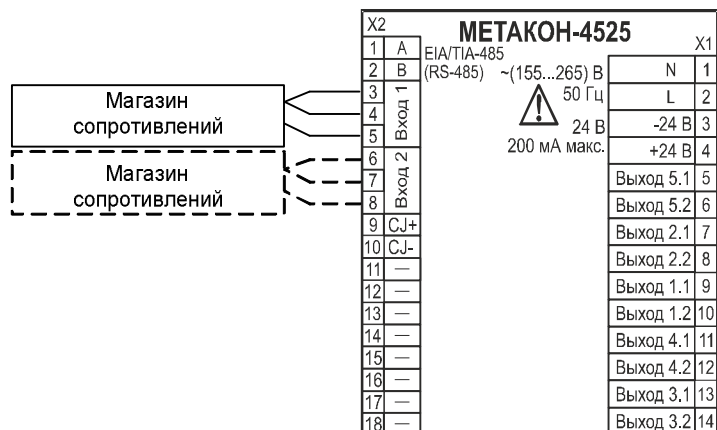 X2
МЕТАКОН-4525
X1
1 A
EIA/TIA-485
2 B
(RS-485)
~(155...265) В
50 Гц
24 В
200 мА макс.
3
4
5
Вход 1
6
7
8
Вход 2
9 CJ+
10 CJ-
11 —
12 —
13 —
14 —
15 —
16 —
17 —
18 —
Магазин
сопротивлений
Магазин
сопротивлений
N 1
L 2
-24 В 3
+24 В 4
Выход 5.1 5
Выход 5.2 6
Выход 2.1 7
Выход 2.2 8
Выход 1.1 9
Выход 1.2 10
Выход 4.1 11
Выход 4.2 12
Выход 3.1 13
Выход 3.2 14